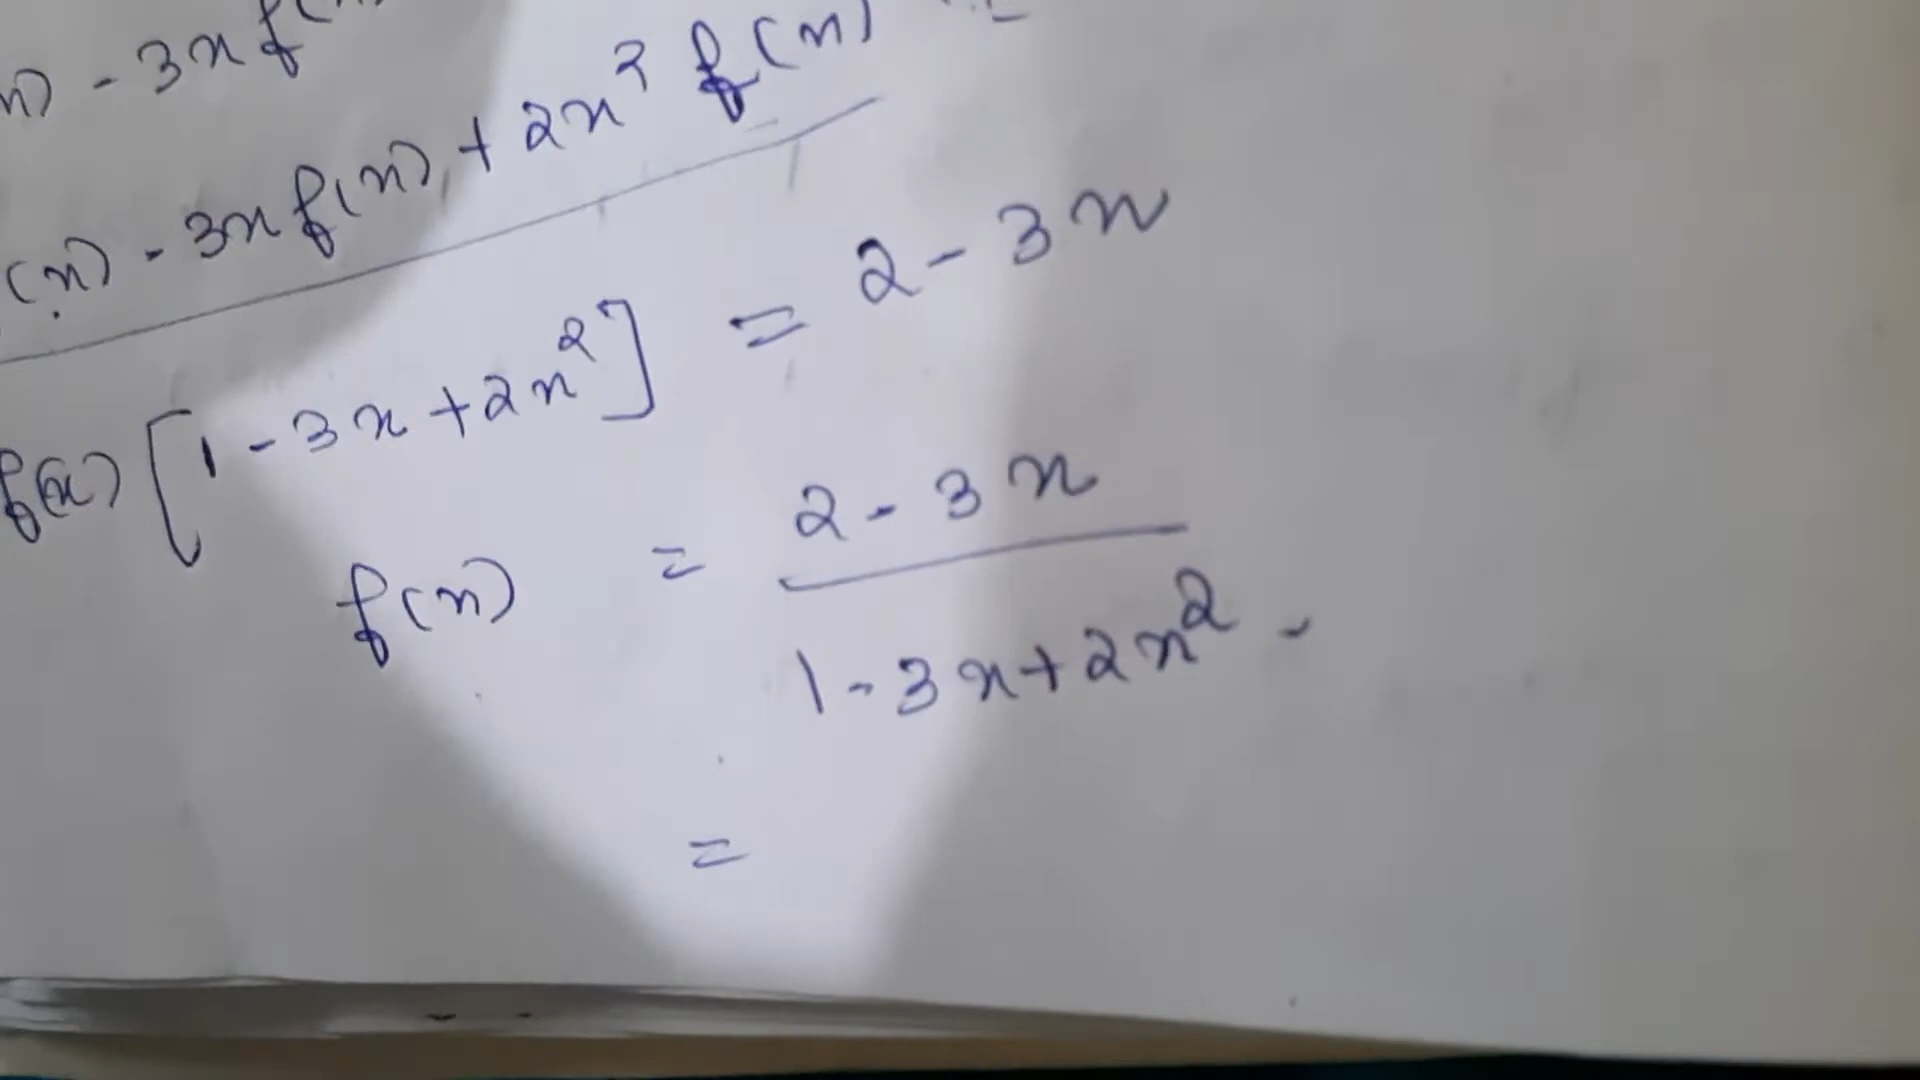 - 3x f(
(x) - 3x f(x) + 2x² f(x)
f(x) [1 - 3x + 2x²] = 2 - 3x
f(x) = 2 - 3x
1 - 3x + 2x²
=